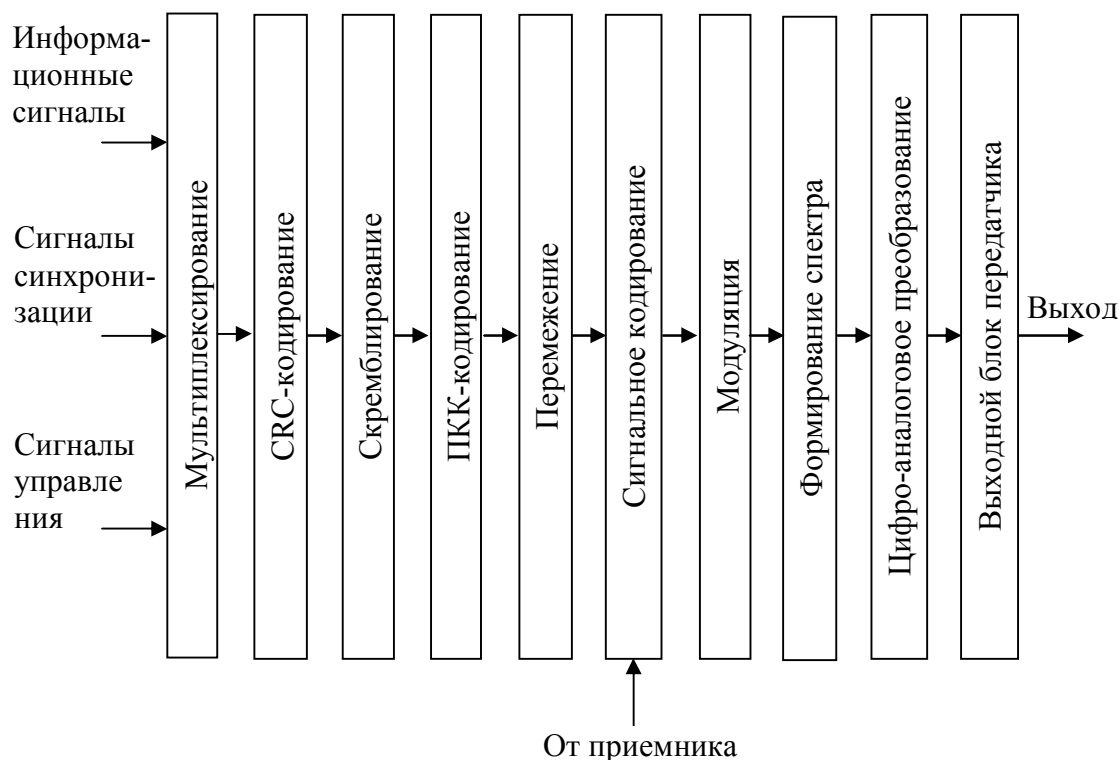 Информа-
ционные
сигналы
Сигналы
синхрони-
зации
Сигналы
управле
ния
Мультиплексирование
CRC-кодирование
Скремблирование
ПКК-кодирование
Перемежение
Сигнальное кодирование
Модуляция
Формирование спектра
Цифро-аналоговое преобразование
Выходной блок передатчика
Выход
От приемника